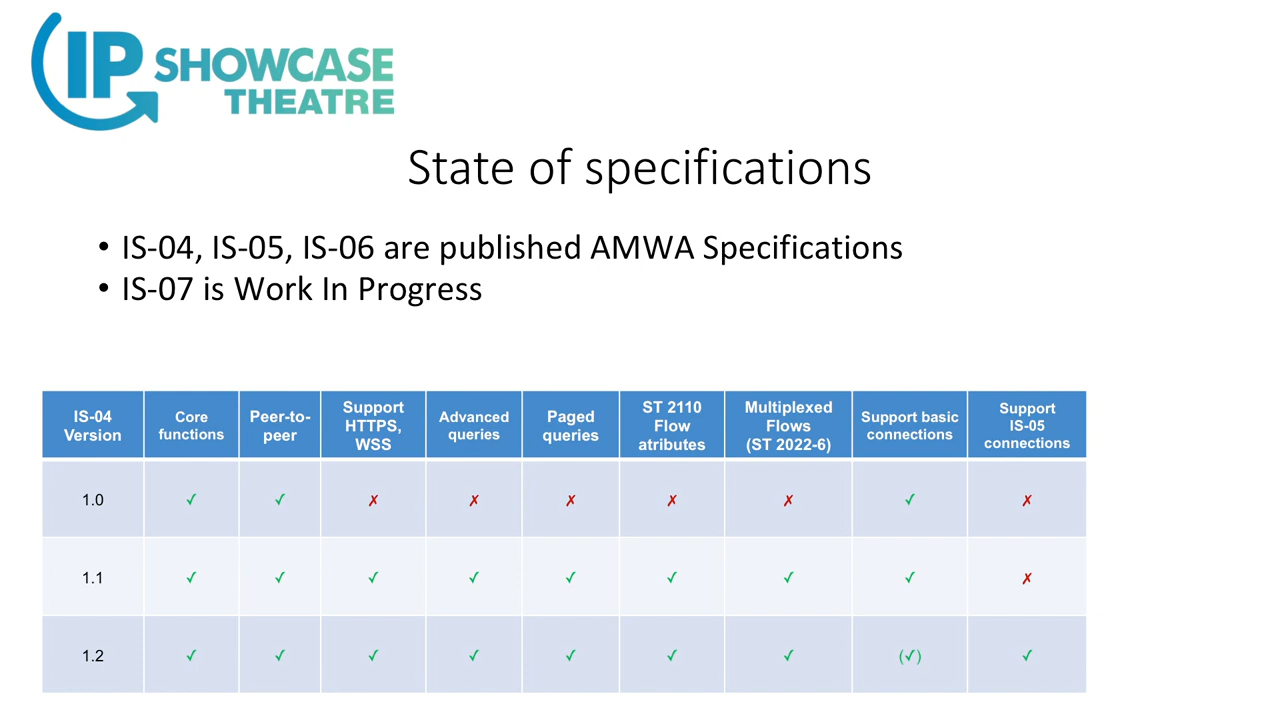 IP SHOWCASE
THEATRE
State of specifications
• IS-04, IS-05, IS-06 are published AMWA Specifications
• IS-07 is Work In Progress
IS-04 Version | Core functions | Peer-to-peer | Support HTTPS, WSS | Advanced queries | Paged queries | ST 2110 Flow atributes | Multiplexed Flows (ST 2022-6) | Support basic connections | Support IS-05 connections
1.0 ✓ ✓ ✗ ✗ ✗ ✗ ✗ ✓ ✗
1.1 ✓ ✓ ✓ ✓ ✓ ✓ ✓ ✓ ✗
1.2 ✓ ✓ ✓ ✓ ✓ ✓ ✓ (✓) ✓